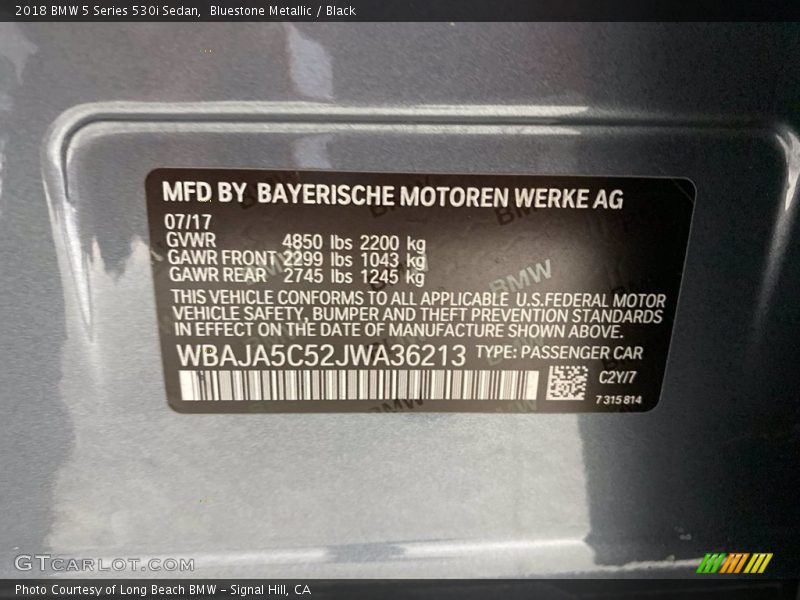 2018 BMW 5 Series 530i Sedan,  Bluestone Metallic / Black
MFD BY BAYERISCHE MOTOREN WERKE AG
07/17
GVWR 4850 lbs 2200 kg
GAWR FRONT 2299 lbs 1043 kg
GAWR REAR 2745 lbs 1245 kg
BMW
THIS VEHICLE CONFORMS TO ALL APPLICABLE U.S.FEDERAL MOTOR
VEHICLE SAFETY, BUMPER AND THEFT PREVENTION STANDARDS
IN EFFECT ON THE DATE OF MANUFACTURE SHOWN ABOVE.
WBAJA5C52JWA36213 TYPE: PASSENGER CAR
C2Y/7
7 315 814
GTCARLOT.COM
Photo Courtesy of Long Beach BMW - Signal Hill, CA